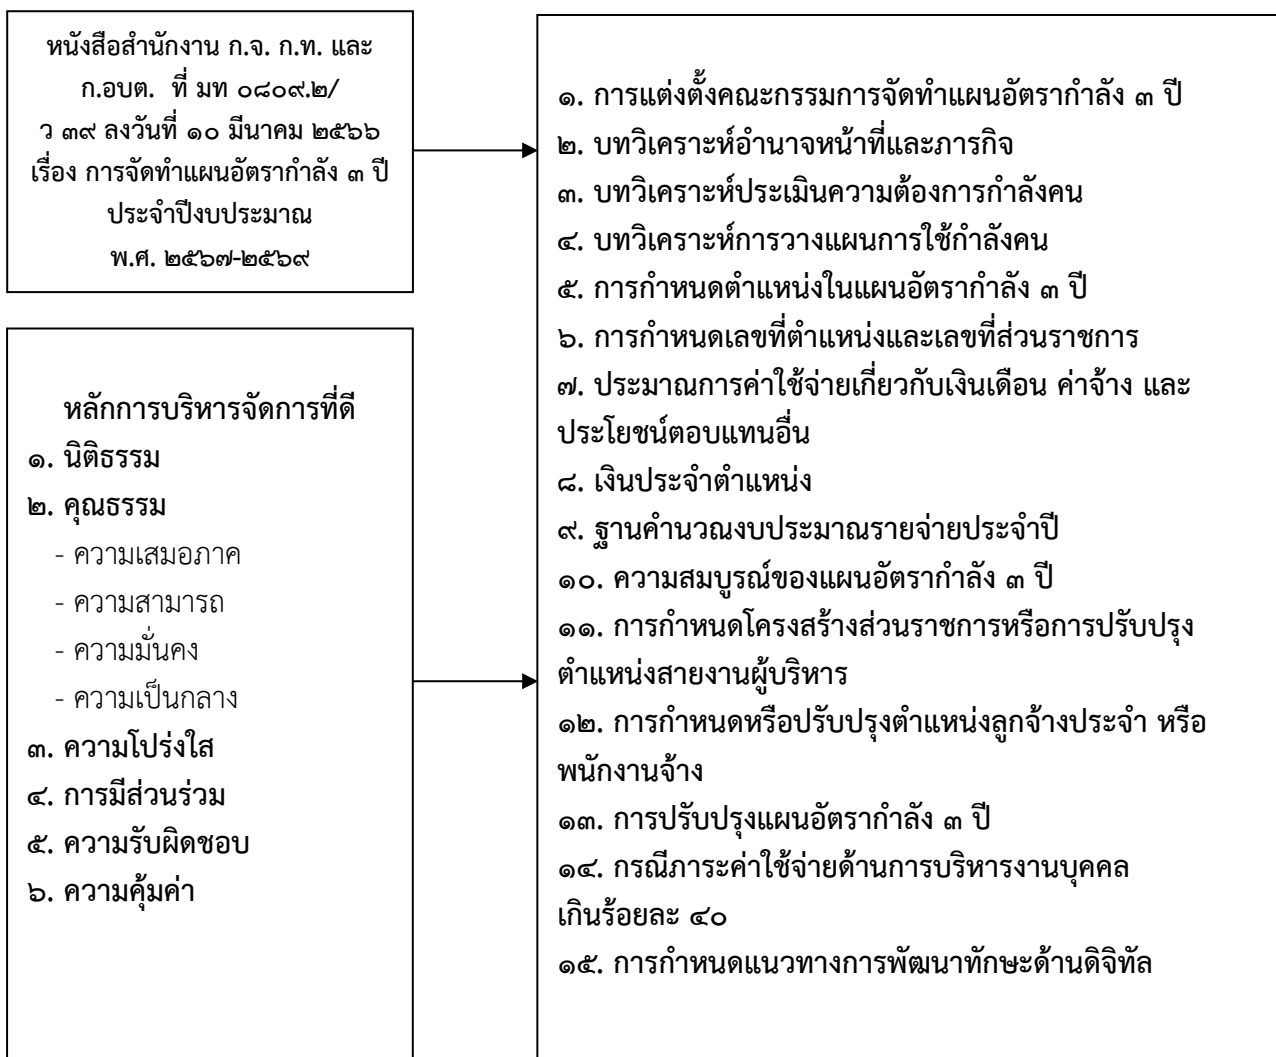 หนังสือสำนักงาน ก.จ. ก.ท. และ
ก.อบต. ที่ มท ๐๘๐๙.๒/
ว ๓๙ ลงวันที่ ๑๐ มีนาคม ๒๕๖๖
เรื่อง การจัดทำแผนอัตรากำลัง ๓ ปี
ประจำปีงบประมาณ
พ.ศ. ๒๕๖๗-๒๕๖๙
หลักการบริหารจัดการที่ดี
๑. นิติธรรม
๒. คุณธรรม
- ความเสมอภาค
- ความสามารถ
- ความมั่นคง
- ความเป็นกลาง
๓. ความโปร่งใส
๔. การมีส่วนร่วม
๕. ความรับผิดชอบ
๖. ความคุ้มค่า
๑. การแต่งตั้งคณะกรรมการจัดทำแผนอัตรากำลัง ๓ ปี
๒. บทวิเคราะห์อำนาจหน้าที่และภารกิจ
๓. บทวิเคราะห์ประเมินความต้องการกำลังคน
๔. บทวิเคราะห์การวางแผนการใช้กำลังคน
๕. การกำหนดตำแหน่งในแผนอัตรากำลัง ๓ ปี
๖. การกำหนดเลขที่ตำแหน่งและเลขที่ส่วนราชการ
๗. ประมาณการค่าใช้จ่ายเกี่ยวกับเงินเดือน ค่าจ้าง และ
ประโยชน์ตอบแทนอื่น
๘. เงินประจำตำแหน่ง
๙. ฐานคำนวณงบประมาณรายจ่ายประจำปี
๑๐. ความสมบูรณ์ของแผนอัตรากำลัง ๓ ปี
๑๑. การกำหนดโครงสร้างส่วนราชการหรือการปรับปรุง
ตำแหน่งสายงานผู้บริหาร
๑๒. การกำหนดหรือปรับปรุงตำแหน่งลูกจ้างประจำ หรือ
พนักงานจ้าง
๑๓. การปรับปรุงแผนอัตรากำลัง ๓ ปี
๑๔. กรณีภาระค่าใช้จ่ายด้านการบริหารงานบุคคล
เกินร้อยละ ๔๐
๑๕. การกำหนดแนวทางการพัฒนาทักษะด้านดิจิทัล